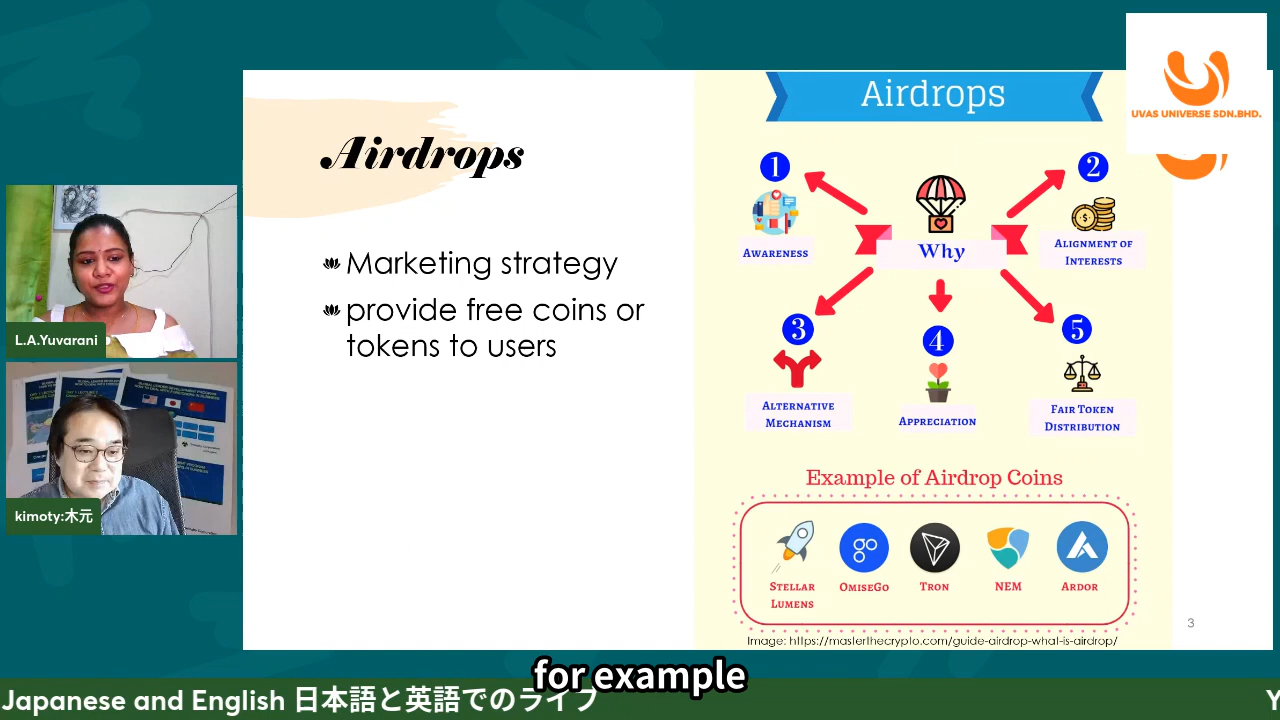 Airdrops
Marketing strategy
provide free coins or
tokens to users
Airdrops
1
2
AWARENESS
Why
ALIGNMENT OF
INTERESTS
3
4
5
ALTERNATIVE
MECHANISM
APPRECIATION
FAIR TOKEN
DISTRIBUTION
Example of Airdrop Coins
STELLAR
LUMENS
OMISEGO
TRON
NEM
ARDOR
Image: https://masterthecrypto.com/guide-airdrop-what-is-airdrop/
3
UVAS UNIVERSE SDN.BHD.
L.A.Yuvarani
kimoty:木元
for example
Japanese and English 日本語と英語でのライブ
Y